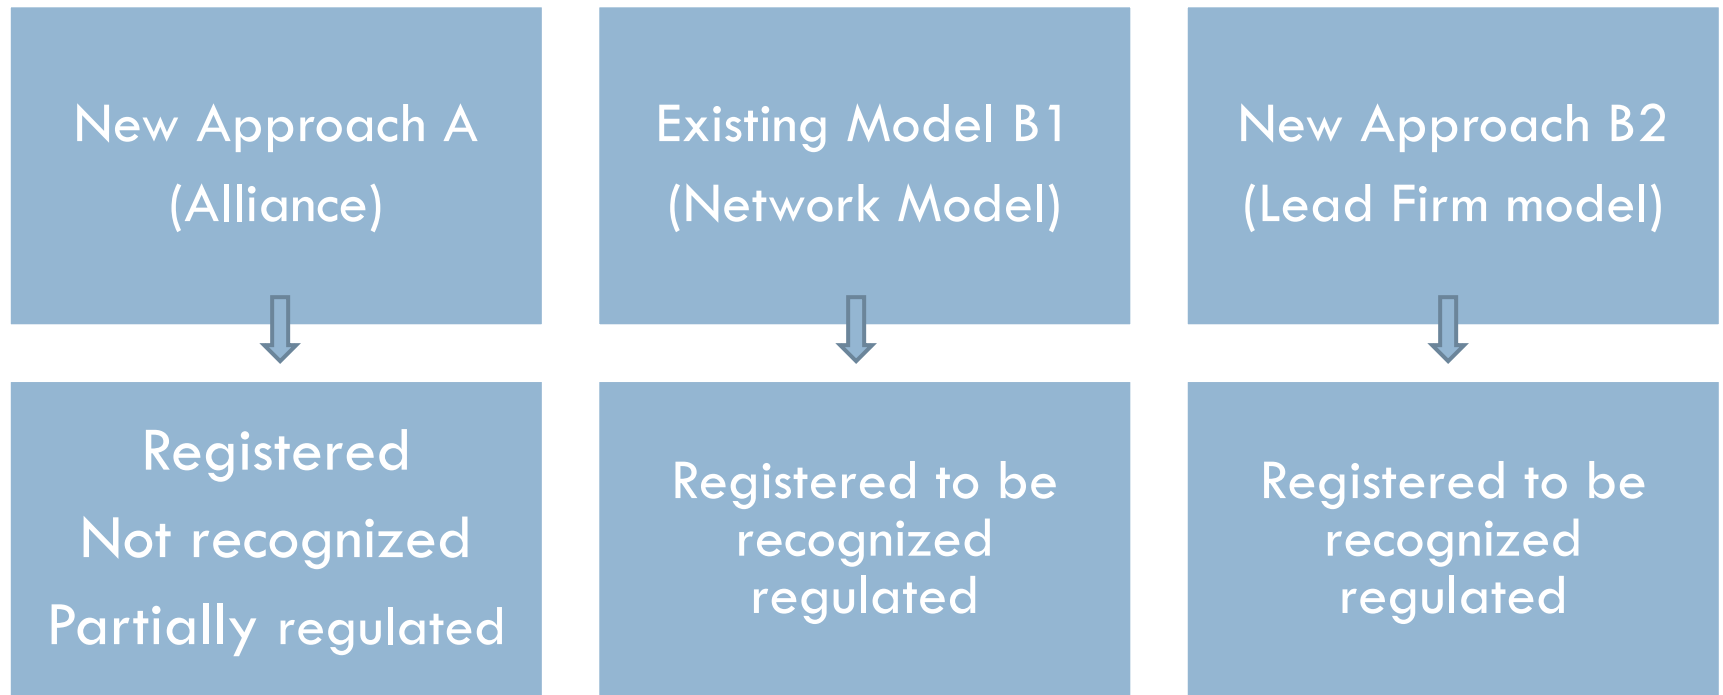 New Approach A
(Alliance)
Existing Model B1
(Network Model)
New Approach B2
(Lead Firm model)
Registered
Not recognized
Partially regulated
Registered to be
recognized
regulated
Registered to be
recognized
regulated